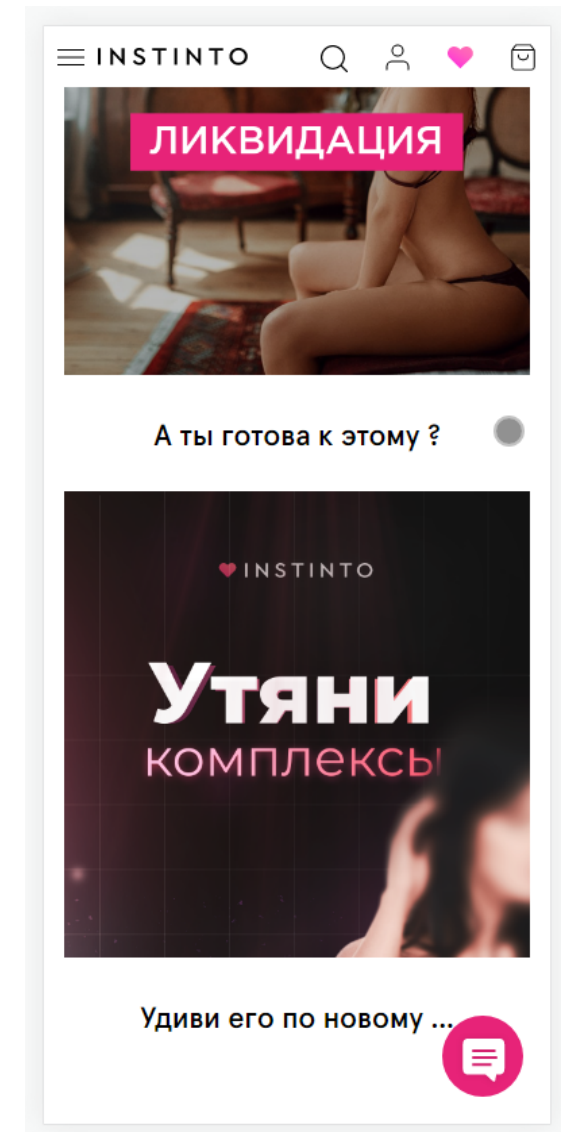 INSTINTO
ЛИКВИДАЦИЯ
А ты готова к этому ?
INSTINTO
Утяни
комплексы
Удиви его по новому ...